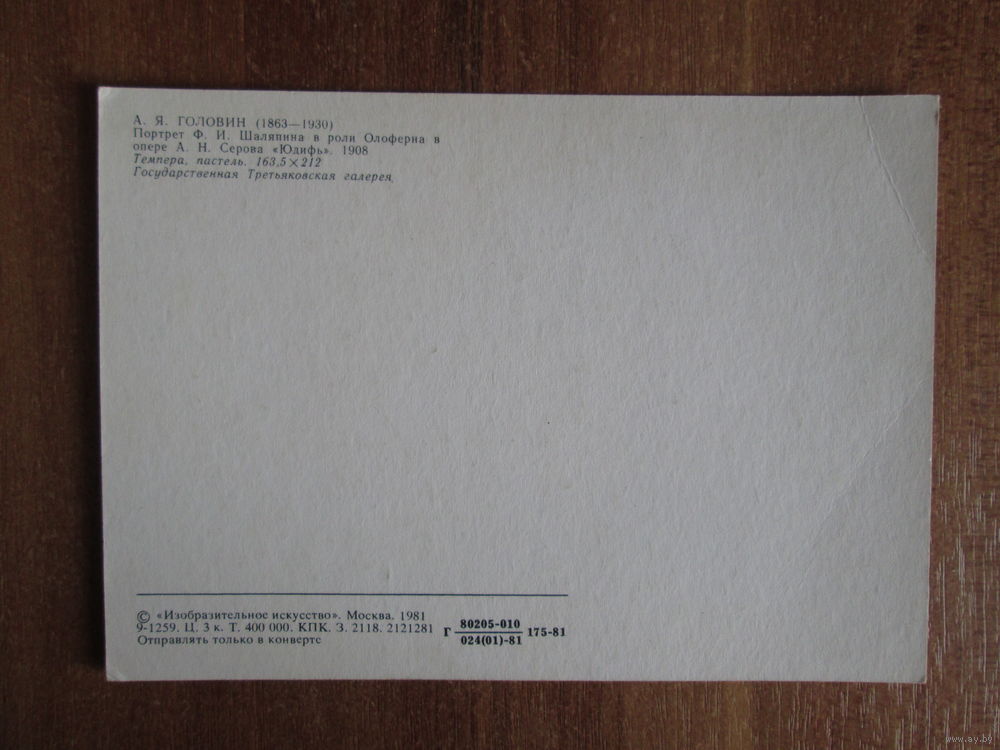 А. Я. ГОЛОВИН (1863—1930)
Портрет Ф. И. Шаляпина в роли Олоферна в
опере А. Н. Серова «Юдифь». 1908
Темпера, пастель. 163,5×212
Государственная Третьяковская галерея.
© «Изобразительное искусство». Москва. 1981
9-1259. Ц. 3 к. Т. 400 000. КПК. З. 2118. 2121281
Отправлять только в конверте
80205-010
Г 175-81
024(01)-81
www.ay.by